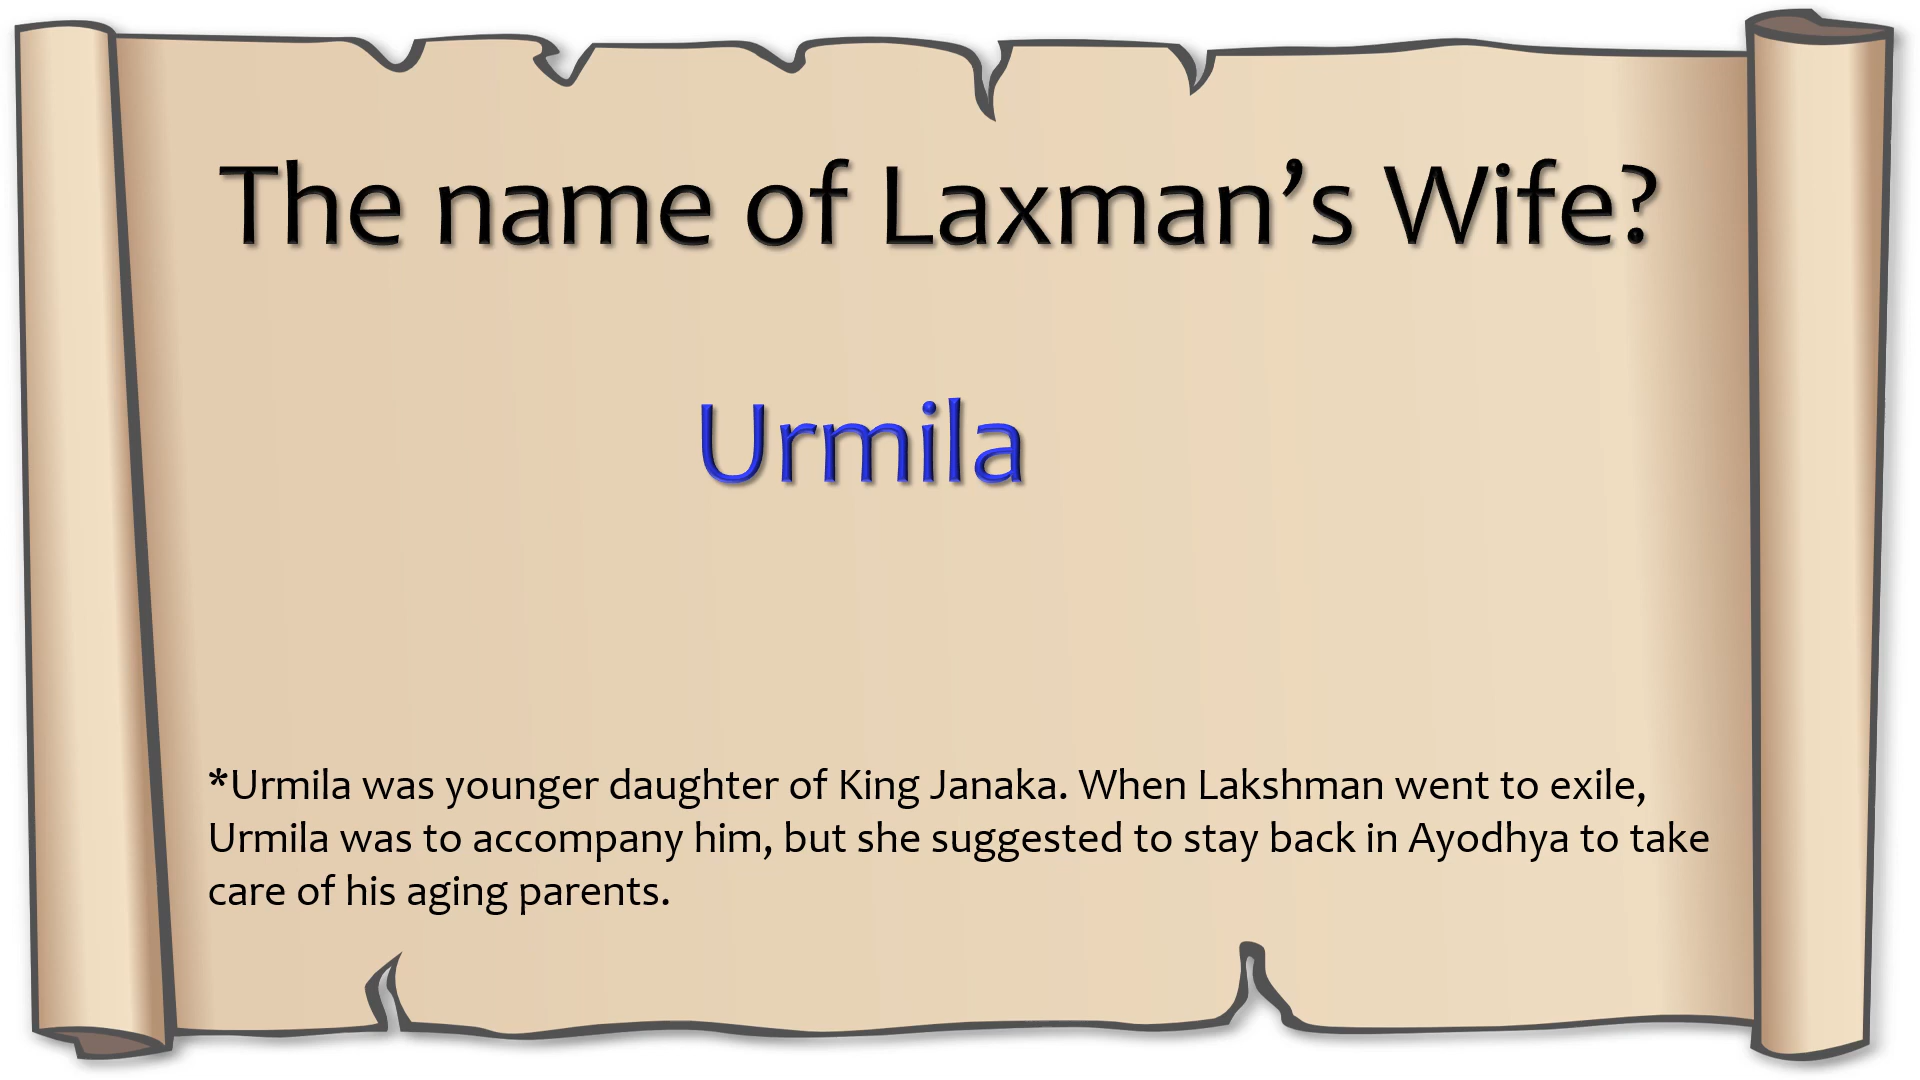 The name of Laxman’s Wife?
Urmila
*Urmila was younger daughter of King Janaka. When Lakshman went to exile,
Urmila was to accompany him, but she suggested to stay back in Ayodhya to take
care of his aging parents.